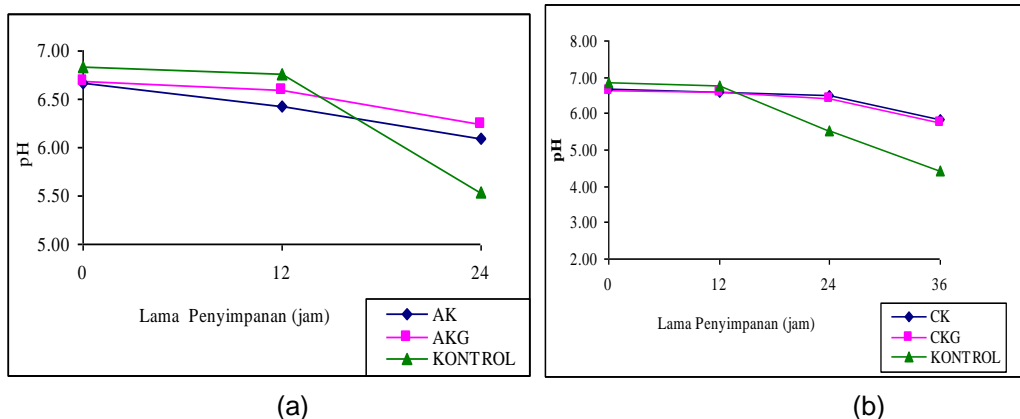 7.00
6.50
6.00
5.50
5.00
pH
0 12 24
Lama Penyimpanan (jam)
AK
AKG
KONTROL
(a)
8.00
7.00
6.00
5.00
4.00
3.00
2.00
pH
0 12 24 36
Lama Penyimpanan (jam)
CK
CKG
KONTROL
(b)